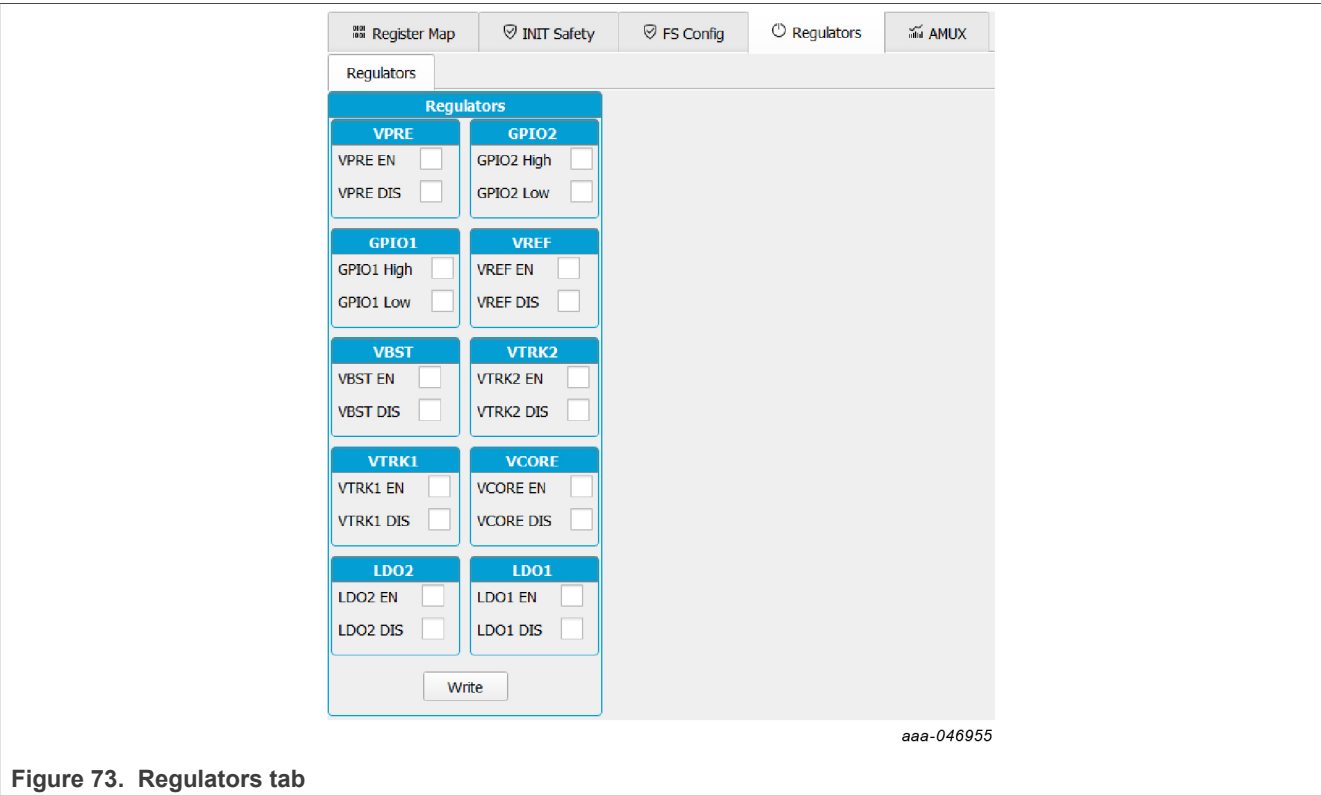 Register Map INIT Safety FS Config Regulators AMUX
Regulators
Regulators
VPRE GPIO2
VPRE EN GPIO2 High
VPRE DIS GPIO2 Low
GPIO1 VREF
GPIO1 High VREF EN
GPIO1 Low VREF DIS
VBST VTRK2
VBST EN VTRK2 EN
VBST DIS VTRK2 DIS
VTRK1 VCORE
VTRK1 EN VCORE EN
VTRK1 DIS VCORE DIS
LDO2 LDO1
LDO2 EN LDO1 EN
LDO2 DIS LDO1 DIS
Write
aaa-046955
Figure 73. Regulators tab